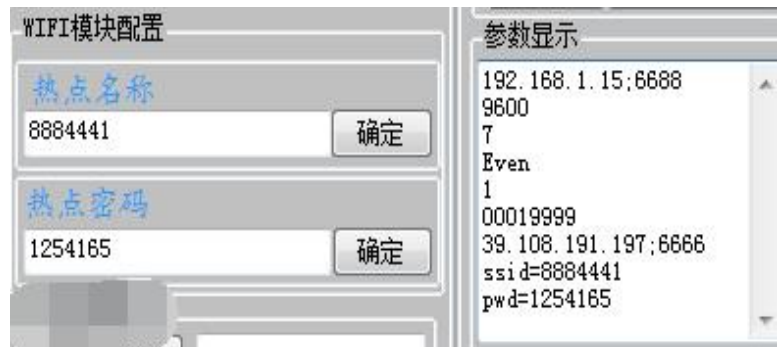 WIFI模块配置
热点名称
8884441
确定
热点密码
1254165
确定
参数显示
192.168.1.15;6688
9600
7
Even
1
00019999
39.108.191.197;6666
ssid=8884441
pwd=1254165